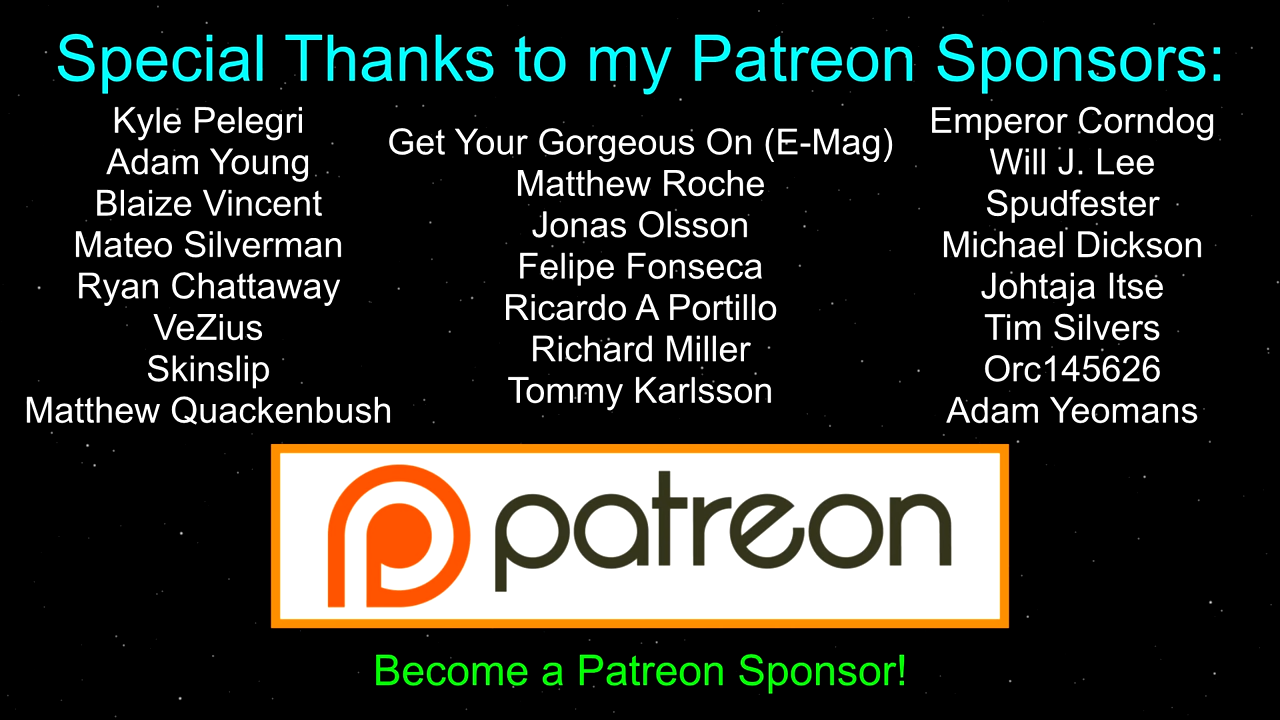 Special Thanks to my Patreon Sponsors:
Kyle Pelegri
Adam Young
Blaize Vincent
Mateo Silverman
Ryan Chattaway
VeZius
Skinslip
Matthew Quackenbush
Get Your Gorgeous On (E-Mag)
Matthew Roche
Jonas Olsson
Felipe Fonseca
Ricardo A Portillo
Richard Miller
Tommy Karlsson
Emperor Corndog
Will J. Lee
Spudfester
Michael Dickson
Johtaja Itse
Tim Silvers
Orc145626
Adam Yeomans
patreon
Become a Patreon Sponsor!